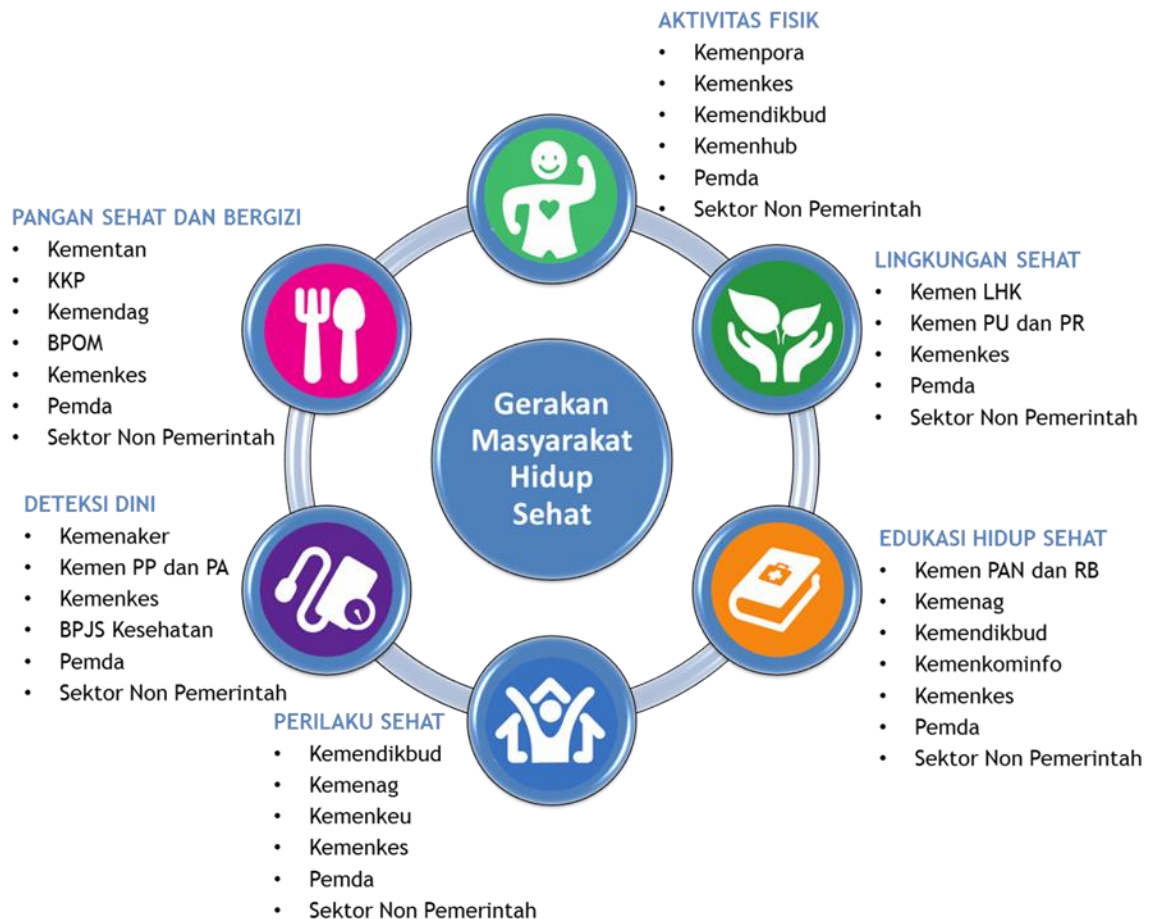 AKTIVITAS FISIK
• Kemenpora
• Kemenkes
• Kemendikbud
• Kemenhub
• Pemda
• Sektor Non Pemerintah
PANGAN SEHAT DAN BERGIZI
• Kementan
• KKP
• Kemendag
• BPOM
• Kemenkes
• Pemda
• Sektor Non Pemerintah
LINGKUNGAN SEHAT
• Kemen LHK
• Kemen PU dan PR
• Kemenkes
• Pemda
• Sektor Non Pemerintah
Gerakan
Masyarakat
Hidup
Sehat
DETEKSI DINI
• Kemenaker
• Kemen PP dan PA
• Kemenkes
• BPJS Kesehatan
• Pemda
• Sektor Non Pemerintah
EDUKASI HIDUP SEHAT
• Kemen PAN dan RB
• Kemenag
• Kemendikbud
• Kemenkominfo
• Kemenkes
• Pemda
• Sektor Non Pemerintah
PERILAKU SEHAT
• Kemendikbud
• Kemenag
• Kemenkeu
• Kemenkes
• Pemda
• Sektor Non Pemerintah